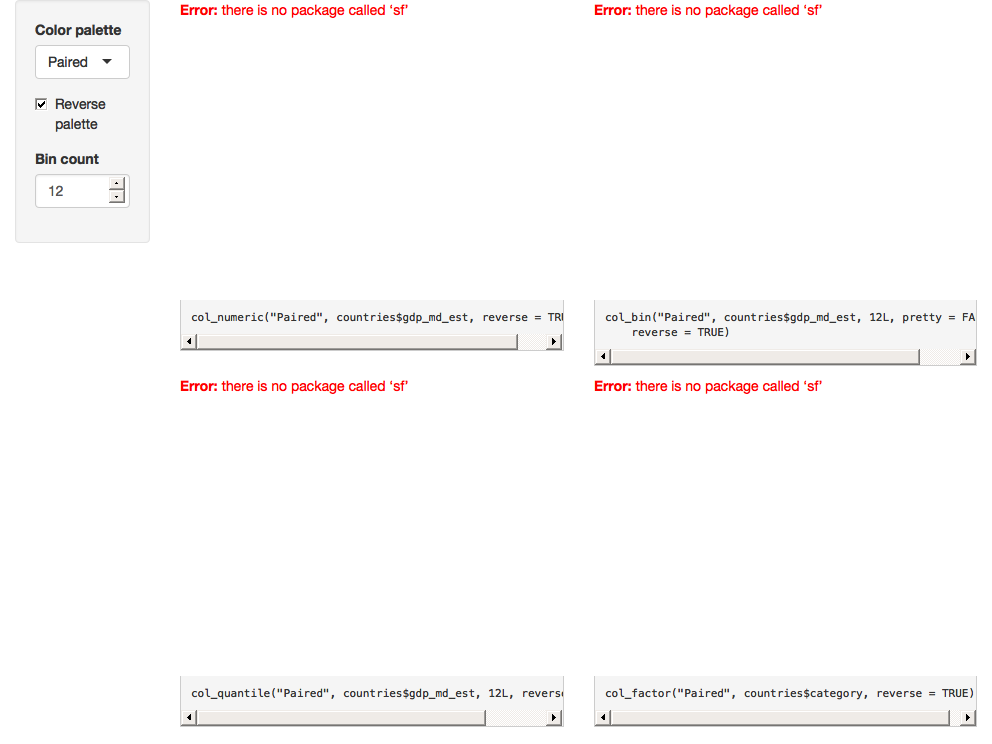 Color palette
Paired
Reverse
palette
Bin count
12
Error: there is no package called ‘sf’
Error: there is no package called ‘sf’
col_numeric("Paired", countries$gdp_md_est, reverse =
col_bin("Paired", countries$gdp_md_est, 12L, pretty = FA
reverse = TRUE)
Error: there is no package called ‘sf’
Error: there is no package called ‘sf’
col_quantile("Paired", countries$gdp_md_est, 12L, revers
col_factor("Paired", countries$category, reverse = TRUE)